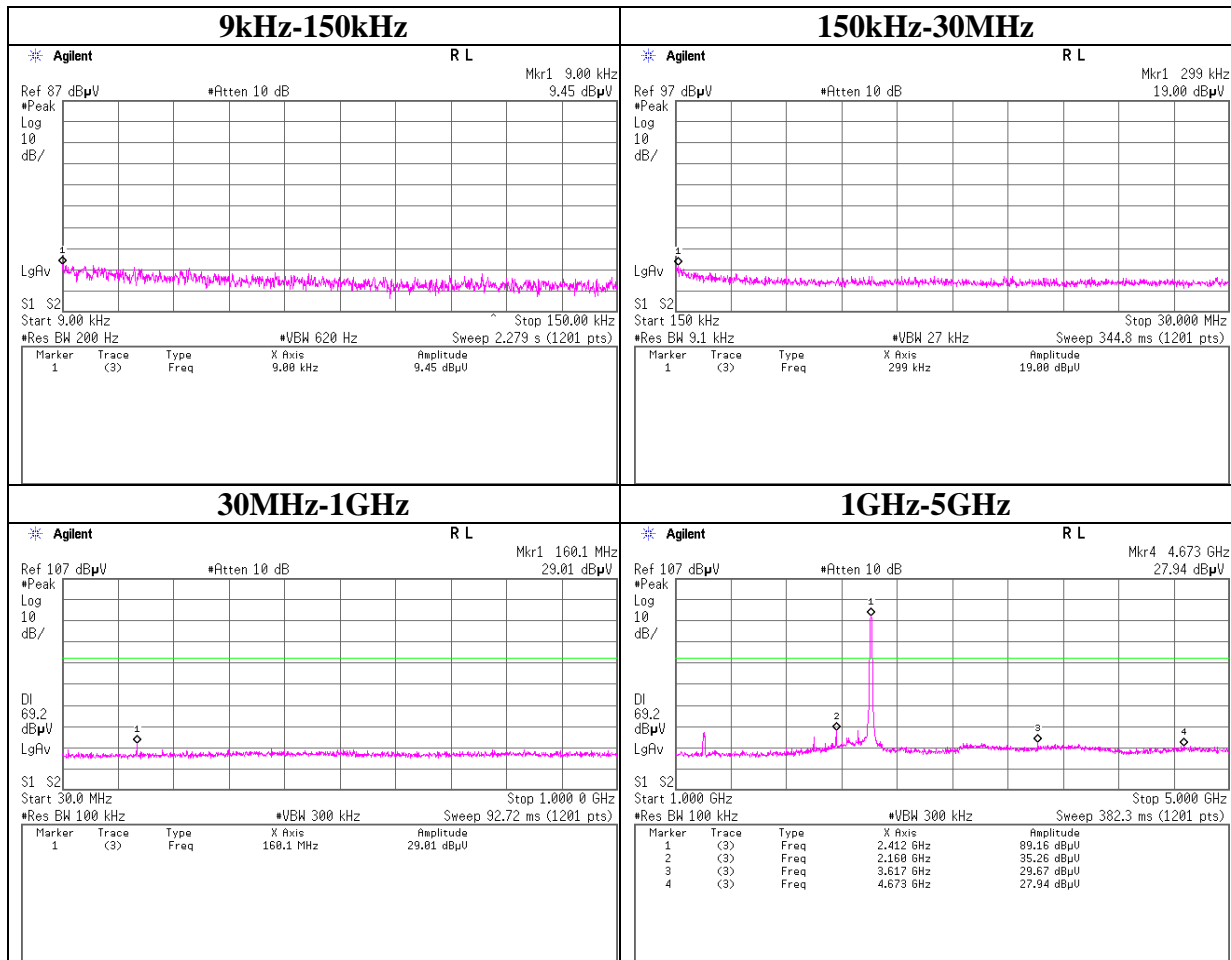 9kHz-150kHz
Agilent R L
Mkr1 9.00 kHz
Ref 87 dBµV #Atten 10 dB 9.45 dBµV
#Peak
Log
10
dB/
1
LgAv
S1 S2
Start 9.00 kHz ^ Stop 150.00 kHz
#Res BW 200 Hz #VBW 620 Hz Sweep 2.279 s (1201 pts)
Marker Trace Type X Axis Amplitude
1 (3) Freq 9.00 kHz 9.45 dBµV
150kHz-30MHz
Agilent R L
Mkr1 299 kHz
Ref 97 dBµV #Atten 10 dB 19.00 dBµV
#Peak
Log
10
dB/
1
LgAv
S1 S2
Start 150 kHz Stop 30.000 MHz
#Res BW 9.1 kHz #VBW 27 kHz Sweep 344.8 ms (1201 pts)
Marker Trace Type X Axis Amplitude
1 (3) Freq 299 kHz 19.00 dBµV
30MHz-1GHz
Agilent R L
Mkr1 160.1 MHz
Ref 107 dBµV #Atten 10 dB 29.01 dBµV
#Peak
Log
10
dB/
DI
69.2
dBµV
1
LgAv
S1 S2
Start 30.0 MHz Stop 1.000 0 GHz
#Res BW 100 kHz #VBW 300 kHz Sweep 92.72 ms (1201 pts)
Marker Trace Type X Axis Amplitude
1 (3) Freq 160.1 MHz 29.01 dBµV
1GHz-5GHz
Agilent R L
Mkr4 4.673 GHz
Ref 107 dBµV #Atten 10 dB 27.94 dBµV
#Peak
1
Log
10
dB/
DI
69.2
2
dBµV
3 4
LgAv
S1 S2
Start 1.000 GHz Stop 5.000 GHz
#Res BW 100 kHz #VBW 300 kHz Sweep 382.3 ms (1201 pts)
Marker Trace Type X Axis Amplitude
1 (3) Freq 2.412 GHz 89.16 dBµV
2 (3) Freq 2.160 GHz 35.26 dBµV
3 (3) Freq 3.617 GHz 29.67 dBµV
4 (3) Freq 4.673 GHz 27.94 dBµV